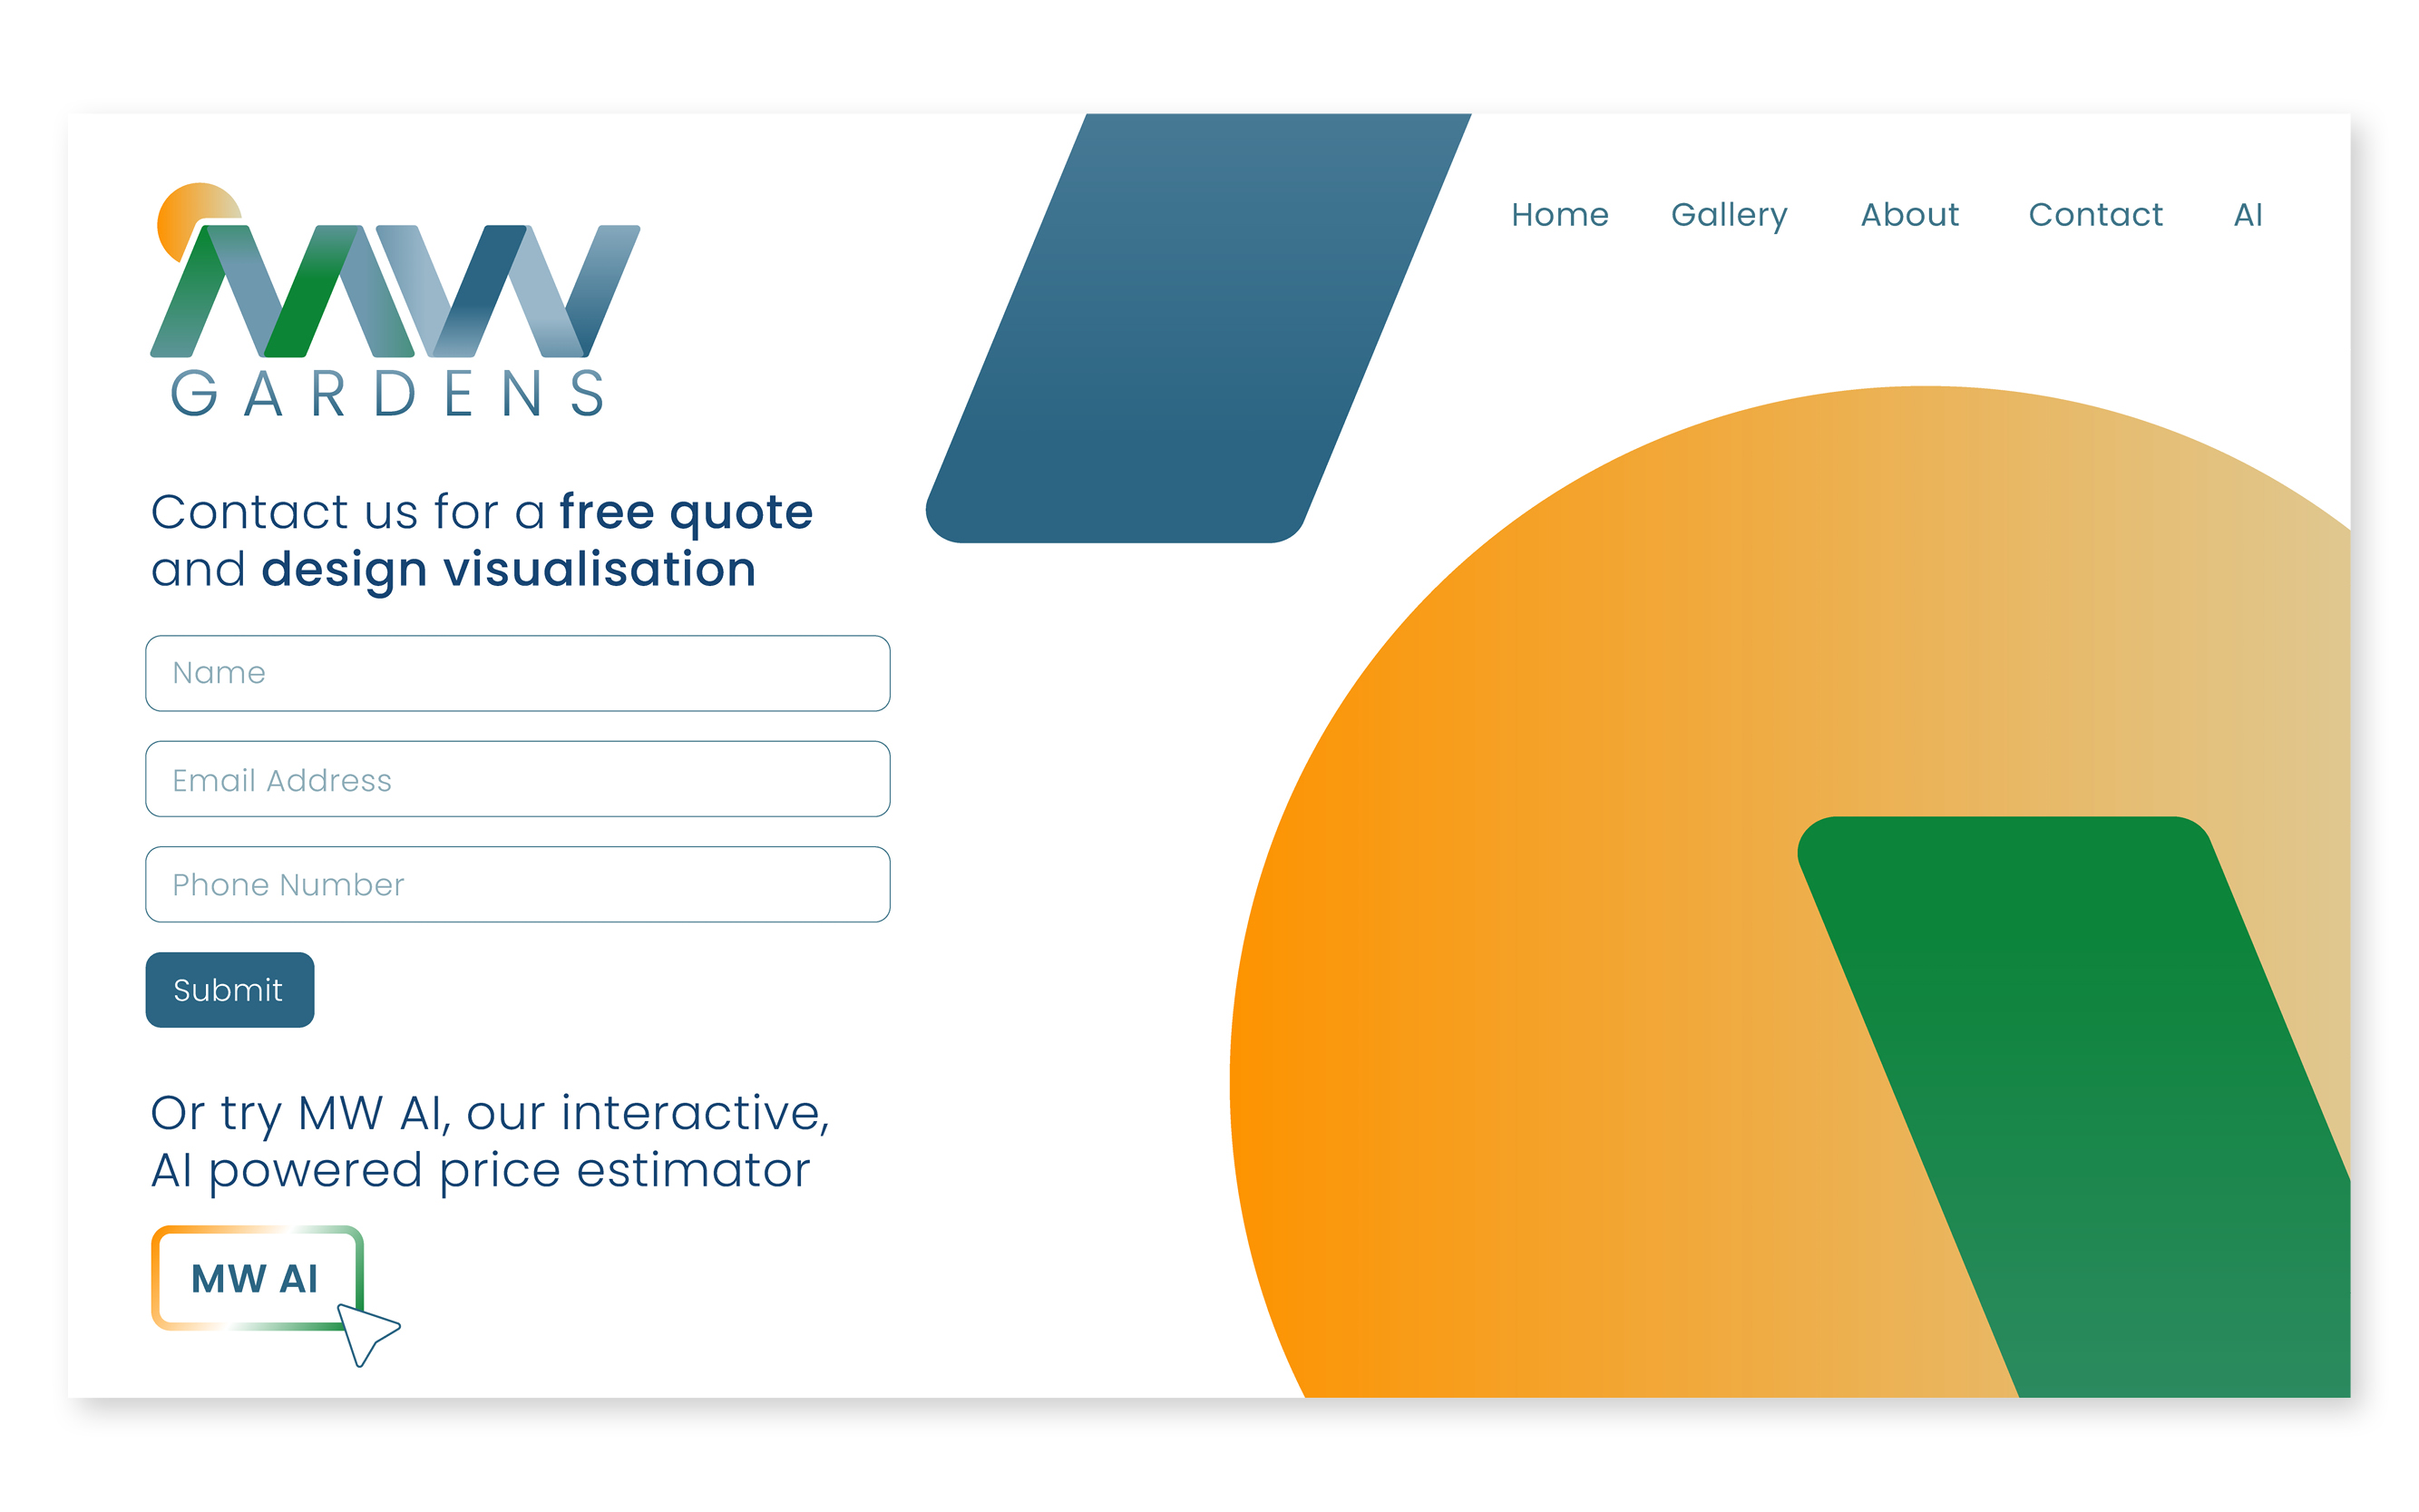 MW
GARDENS
Home Gallery About Contact AI
Contact us for a free quote
and design visualisation
Name
Email Address
Phone Number
Submit
Or try MW AI, our interactive,
AI powered price estimator
MW AI